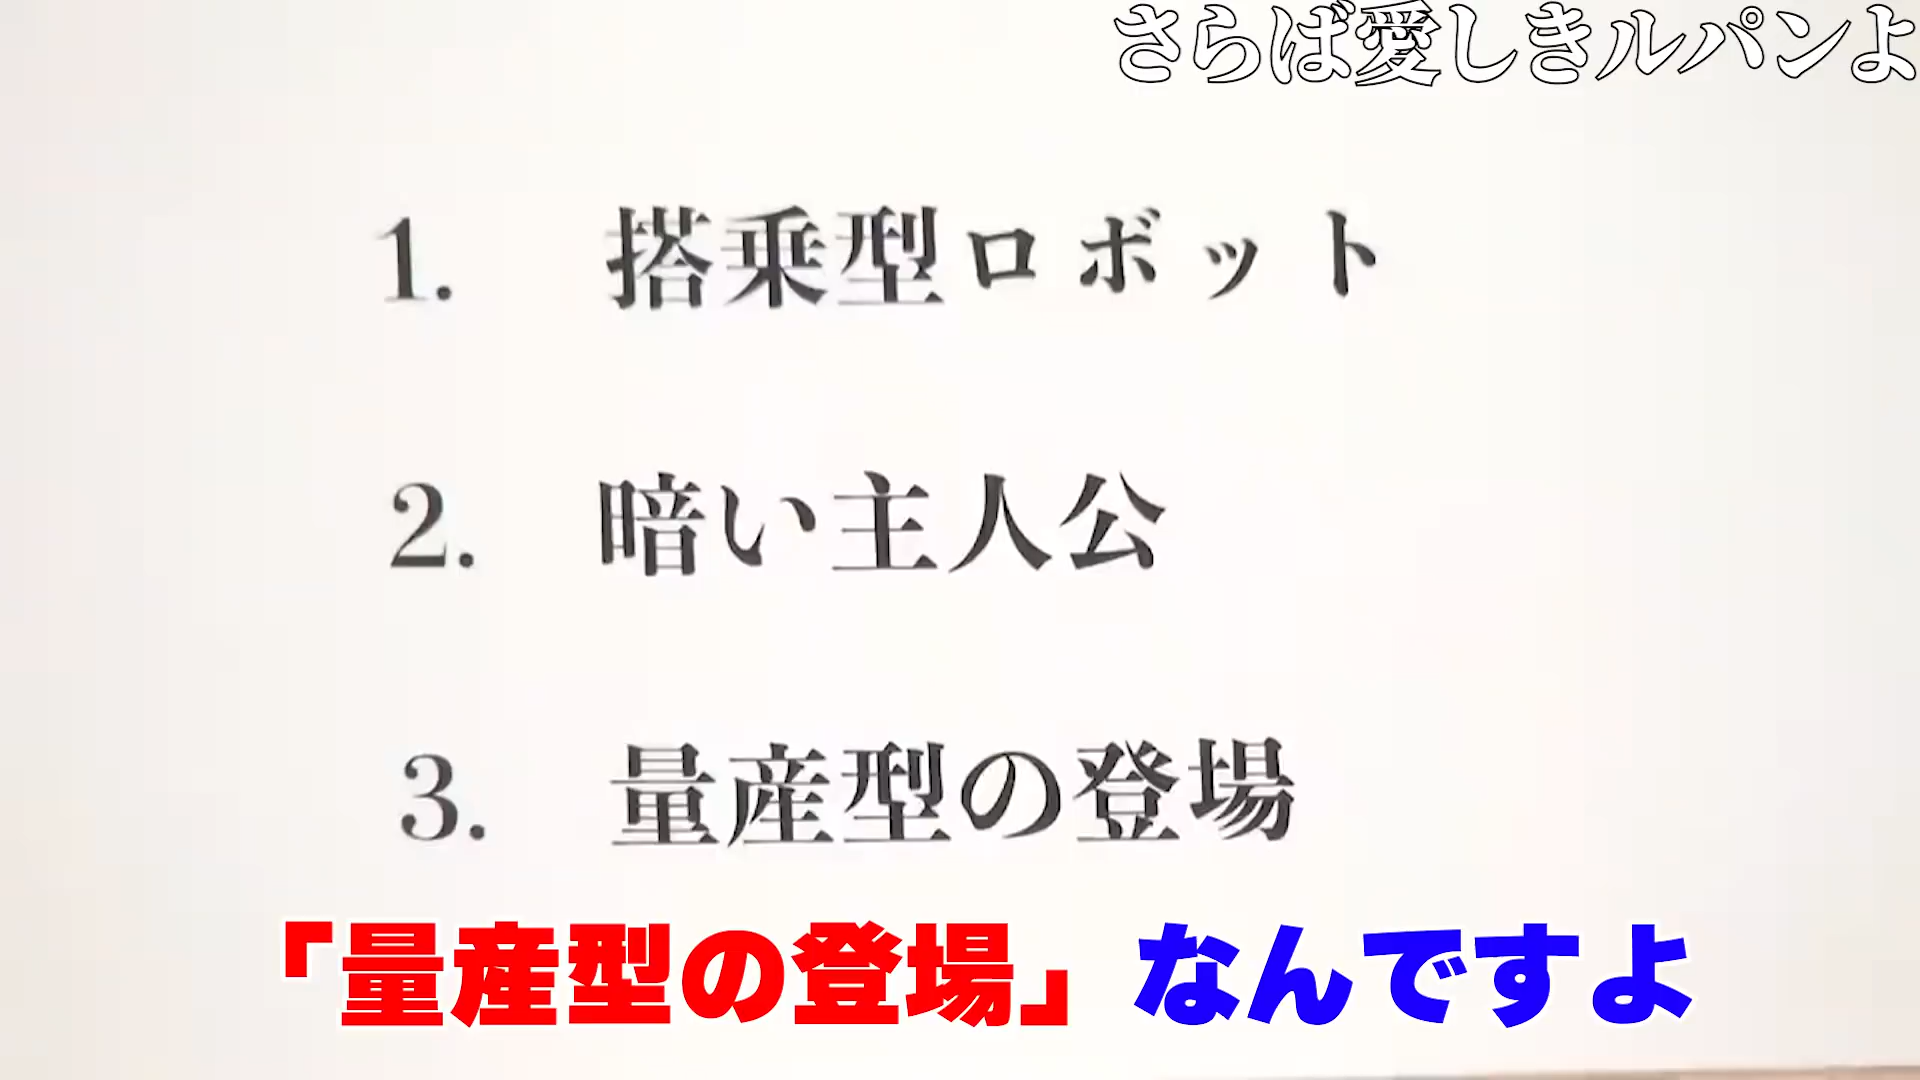 さらば愛しきルパンよ
1. 搭乗型ロボット
2. 暗い主人公
3. 量産型の登場
「量産型の登場」なんですよ